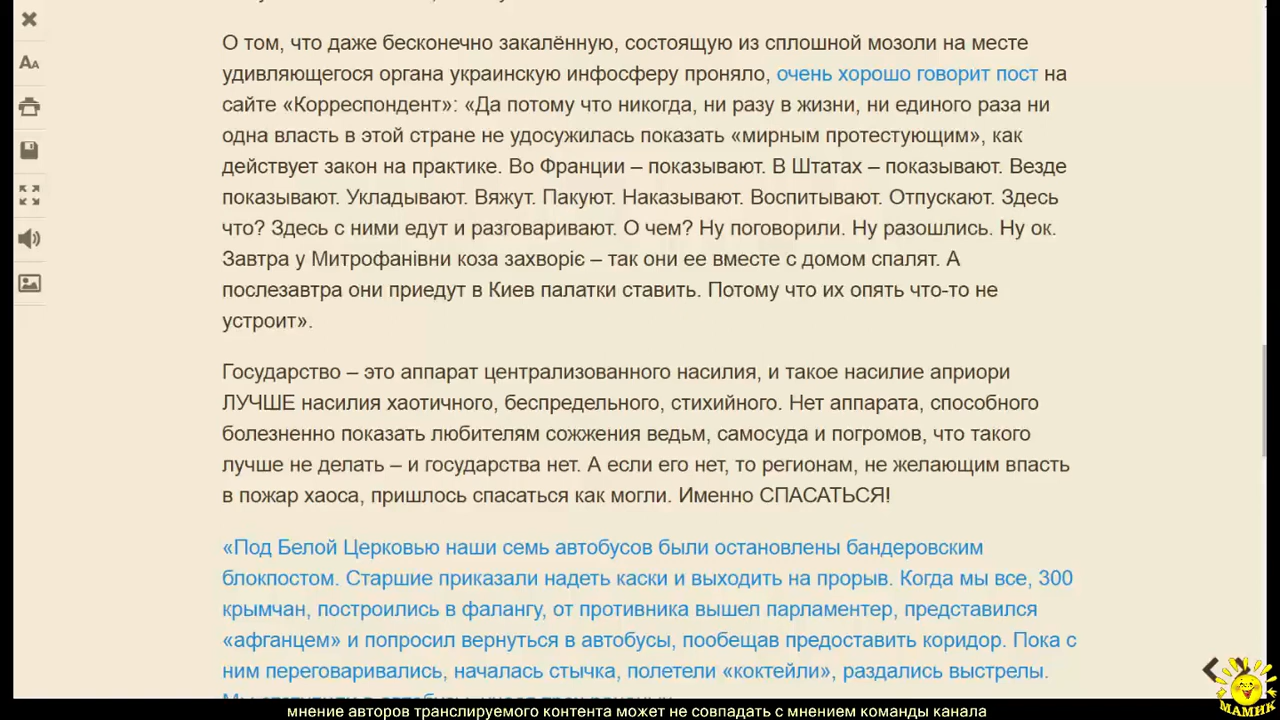 О том, что даже бесконечно закалённую, состоящую из сплошной мозоли на месте
удивляющегося органа украинскую инфосферу проняло, очень хорошо говорит пост на
сайте «Корреспондент»: «Да потому что никогда, ни разу в жизни, ни единого раза ни
одна власть в этой стране не удосужилась показать «мирным протестующим», как
действует закон на практике. Во Франции – показывают. В Штатах – показывают. Везде
показывают. Укладывают. Вяжут. Пакуют. Наказывают. Воспитывают. Отпускают. Здесь
что? Здесь с ними едут и разговаривают. О чем? Ну поговорили. Ну разошлись. Ну ок.
Завтра у Митрофанівни коза захворіє – так они ее вместе с домом спалят. А
послезавтра они приедут в Киев палатки ставить. Потому что их опять что-то не
устроит».
Государство – это аппарат централизованного насилия, и такое насилие априори
ЛУЧШЕ насилия хаотичного, беспредельного, стихийного. Нет аппарата, способного
болезненно показать любителям сожжения ведьм, самосуда и погромов, что такого
лучше не делать – и государства нет. А если его нет, то регионам, не желающим впасть
в пожар хаоса, пришлось спасаться как могли. Именно СПАСАТЬСЯ!
«Под Белой Церковью наши семь автобусов были остановлены бандеровским
блокпостом. Старшие приказали надеть каски и выходить на прорыв. Когда мы все, 300
крымчан, построились в фалангу, от противника вышел парламентер, представился
«афганцем» и попросил вернуться в автобусы, пообещав предоставить коридор. Пока с
ним переговаривались, началась стычка, полетели «коктейли», раздались выстрелы.
МАМИК
мнение авторов транслируемого контента может не совпадать с мнением команды канала